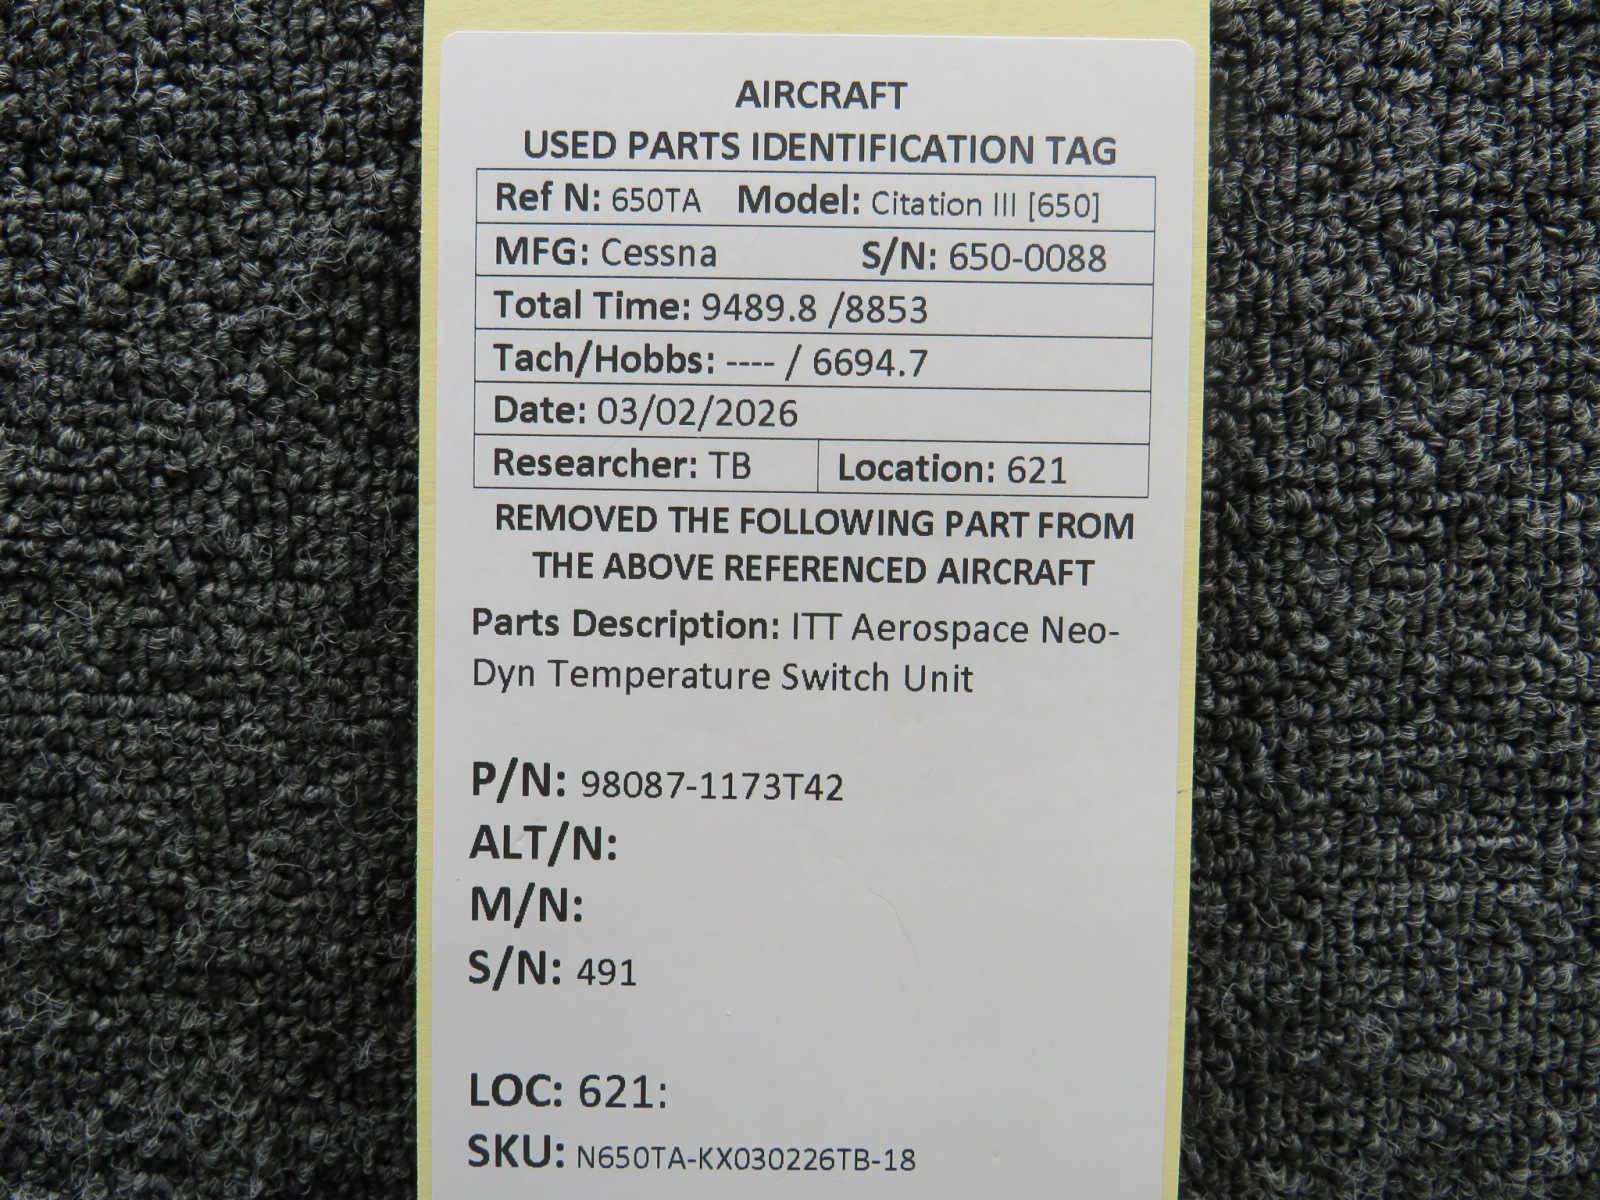 AIRCRAFT
USED PARTS IDENTIFICATION TAG
Ref N: 650TA Model: Citation III [650]
MFG: Cessna S/N: 650-0088
Total Time: 9489.8 /8853
Tach/Hobbs: ---- / 6694.7
Date: 03/02/2026
Researcher: TB Location: 621
REMOVED THE FOLLOWING PART FROM
THE ABOVE REFERENCED AIRCRAFT
Parts Description: ITT Aerospace Neo-
Dyn Temperature Switch Unit
P/N: 98087-1173T42
ALT/N:
M/N:
S/N: 491
LOC: 621:
SKU: N650TA-KX030226TB-18